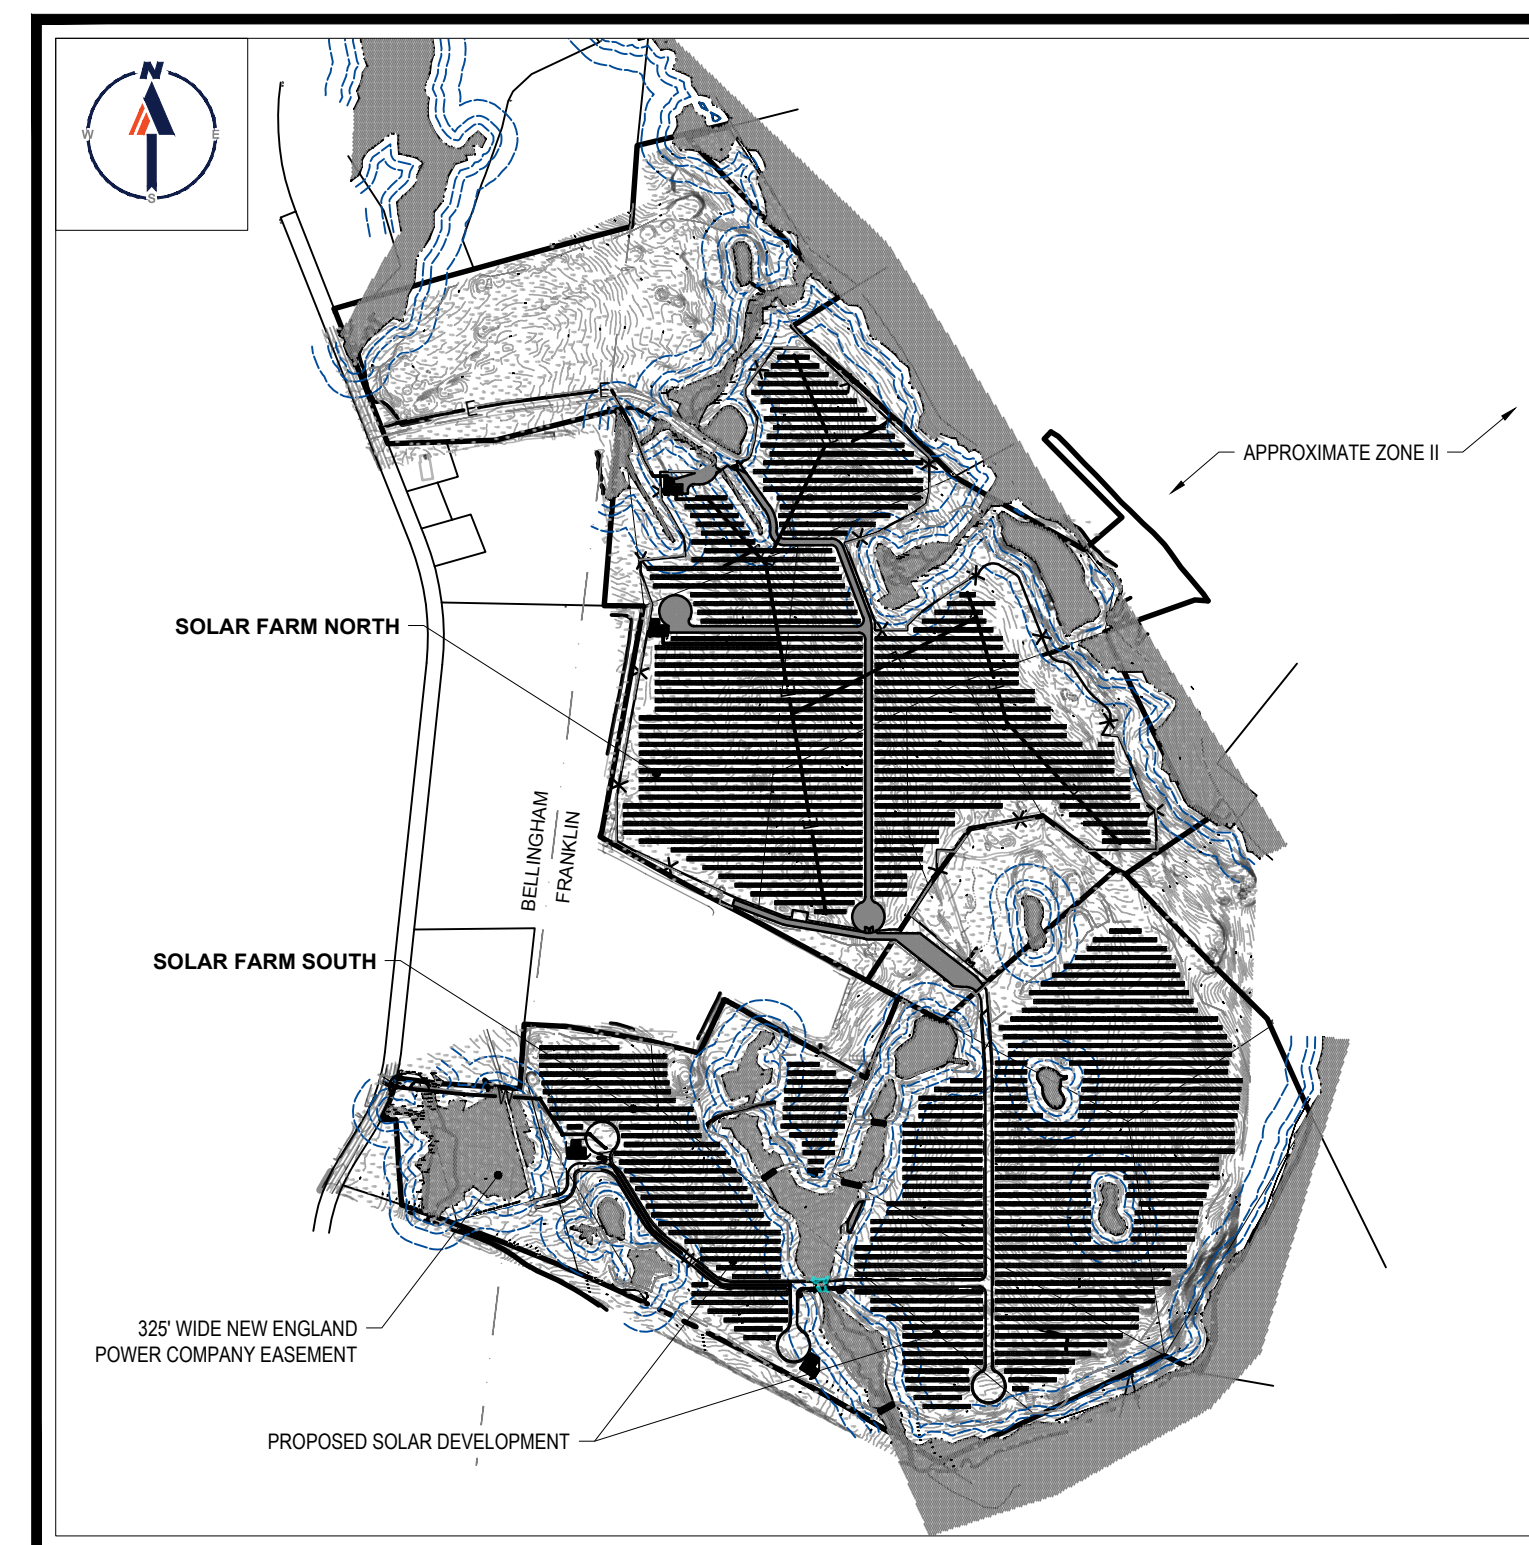 N
W
E
S
E
E
APPROXIMATE ZONE II
SOLAR FARM NORTH
BELLINGHAM
FRANKLIN
SOLAR FARM SOUTH
W
325' WIDE NEW ENGLAND
POWER COMPANY EASEMENT
PROPOSED SOLAR DEVELOPMENT